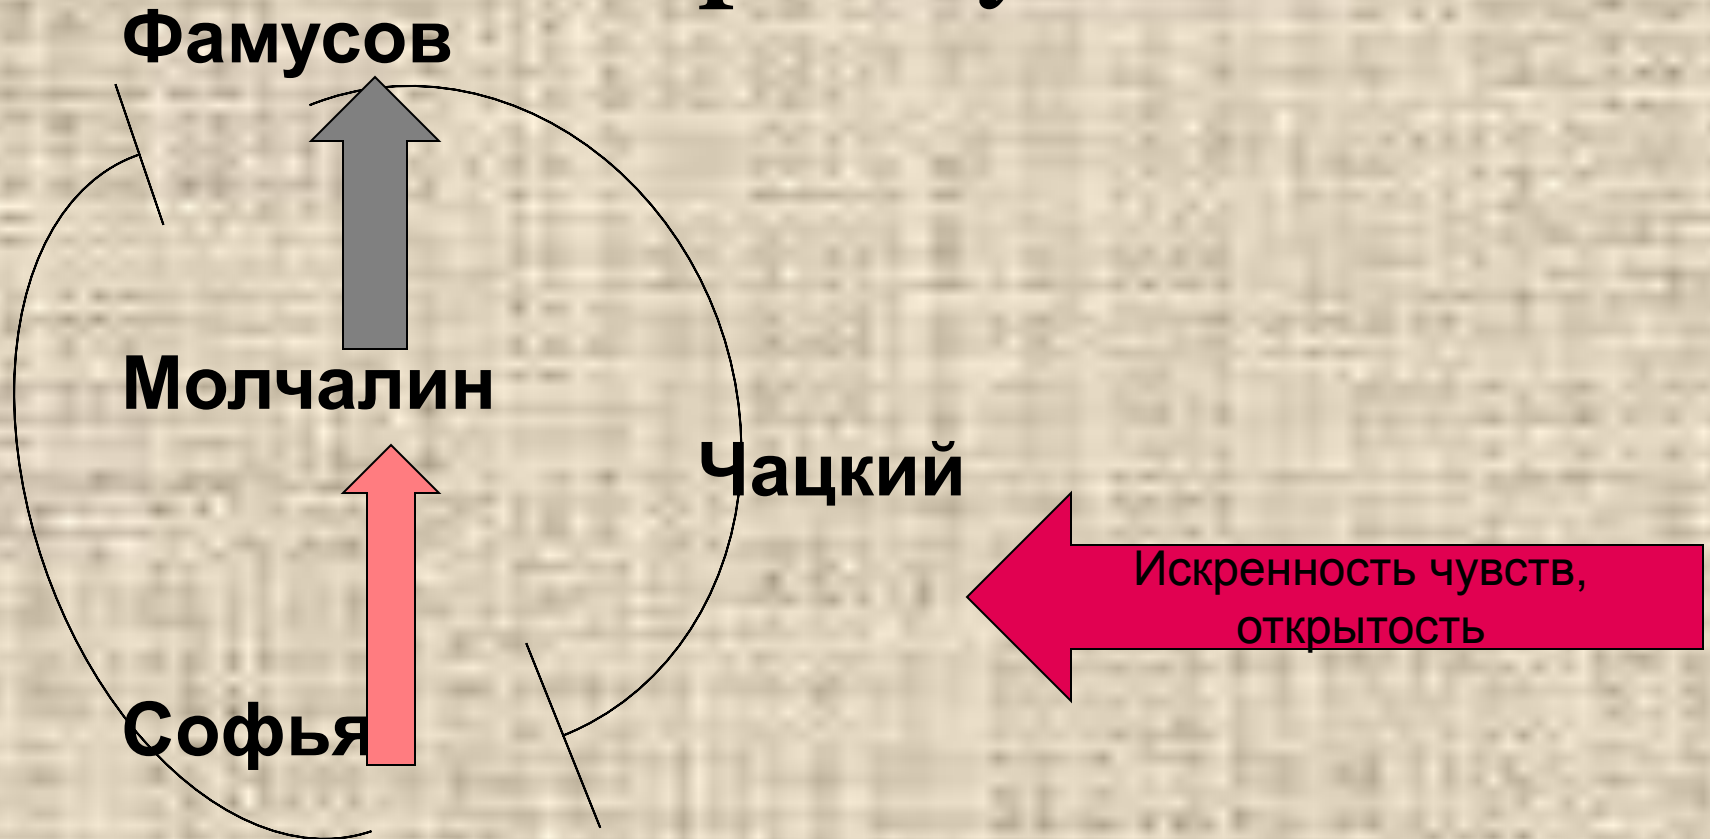 Фамусов
Молчалин
Чацкий
Искренность чувств,
открытость
Софья